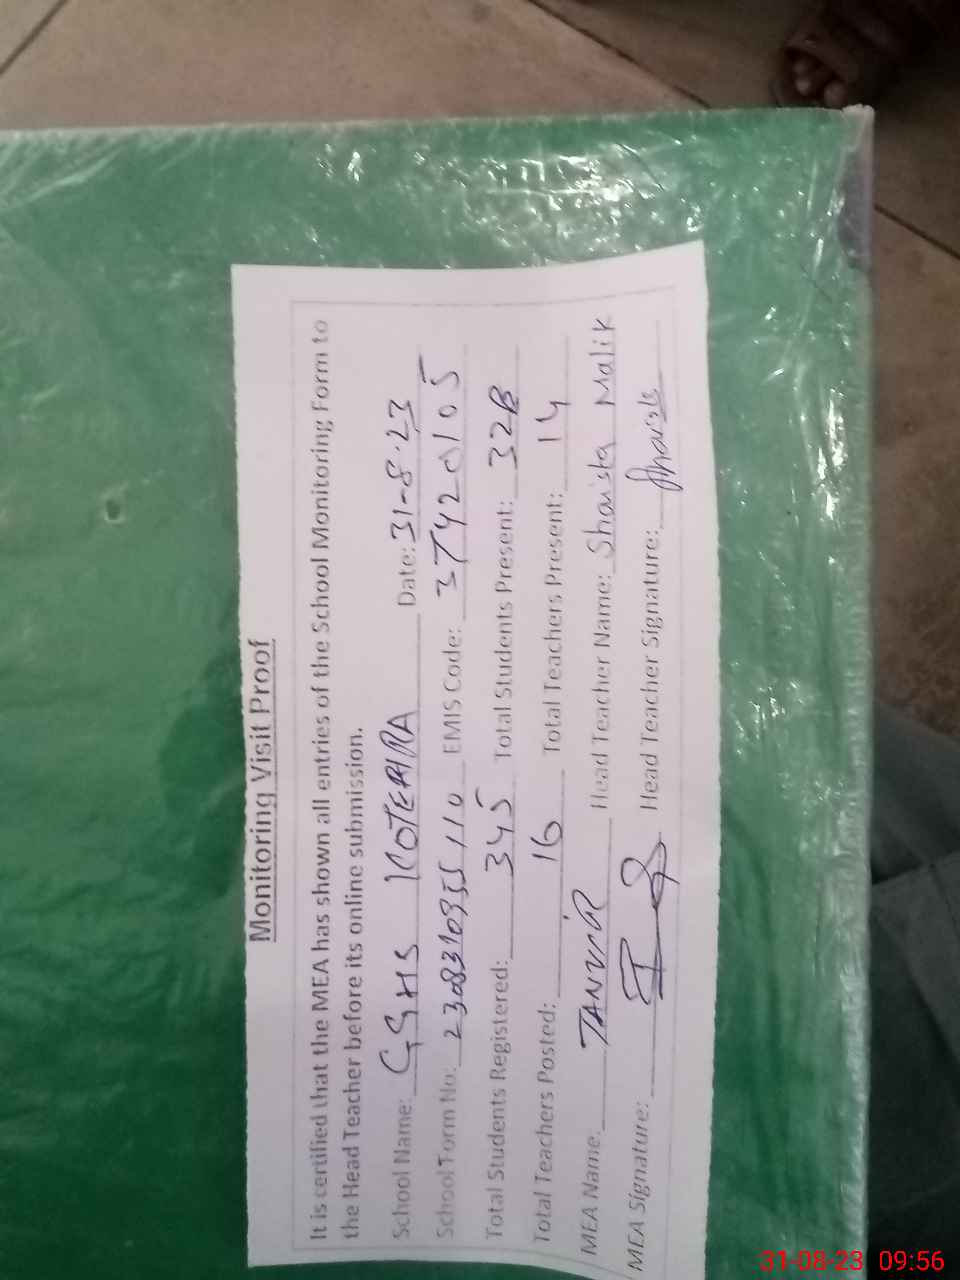 Monitoring Visit Proof
It is certified that the MEA has shown all entries of the School Monitoring Form to
the Head Teacher before its online submission.
School Name: GGHS KOTERRA Date: 31-8-23
School Form No: 23083109551110 EMIS Code: 37420105
Total Students Registered: 345 Total Students Present: 328
Total Teachers Posted: 16 Total Teachers Present: 14
MEA Name: TANVIR Head Teacher Name: Shaista Malik
MEA Signature: Head Teacher Signature:
31-08-23 09:56